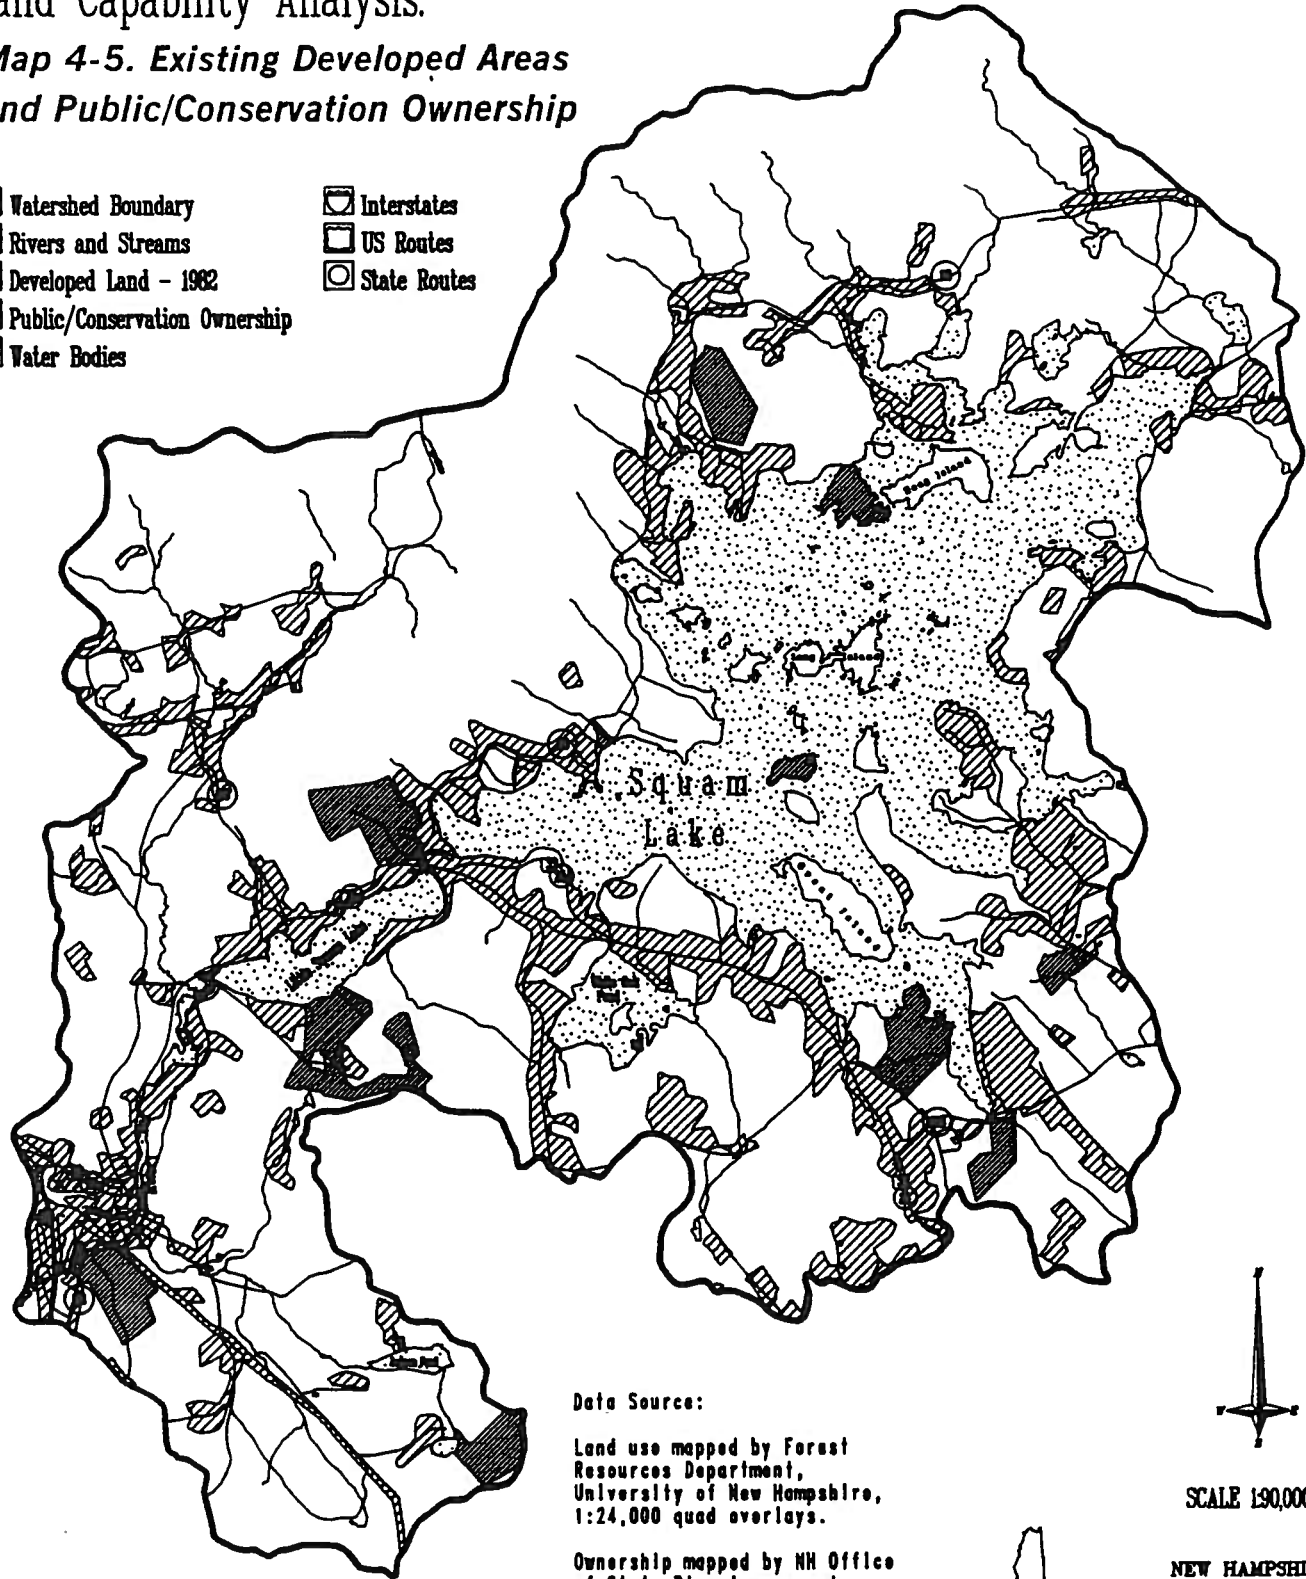 and Capability Analysis.
Map 4-5. Existing Developed Areas
nd Public/Conservation Ownership
Watershed Boundary
Rivers and Streams
Developed Land - 1982
Public/Conservation Ownership
Water Bodies
Interstates
US Routes
State Routes
Island
Squam
Lake
Pond
Data Source:
Land use mapped by Forest
Resources Department,
University of New Hampshire,
1:24,000 quad overlays.
Ownership mapped by NH Office
SCALE 1:90,000
NEW HAMPSHI